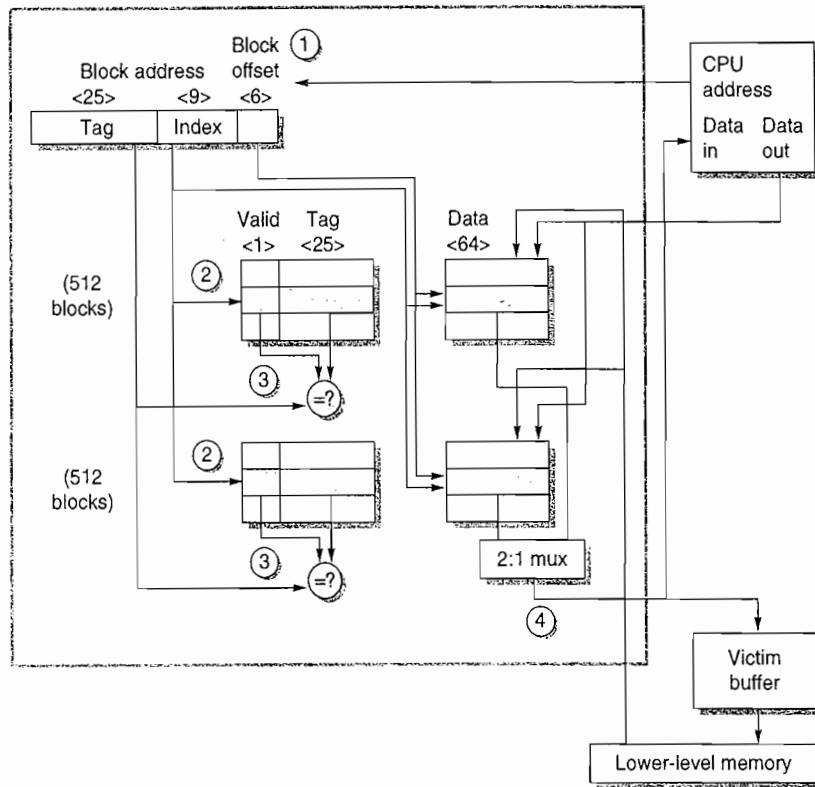 Block address
Block offset
1
<25>
<9>
<6>
Tag
Index
CPU address
Data in
Data out
Valid <1>
Tag <25>
Data <64>
(512 blocks)
2
3
=?
(512 blocks)
2
3
=?
2:1 mux
4
Victim buffer
Lower-level memory